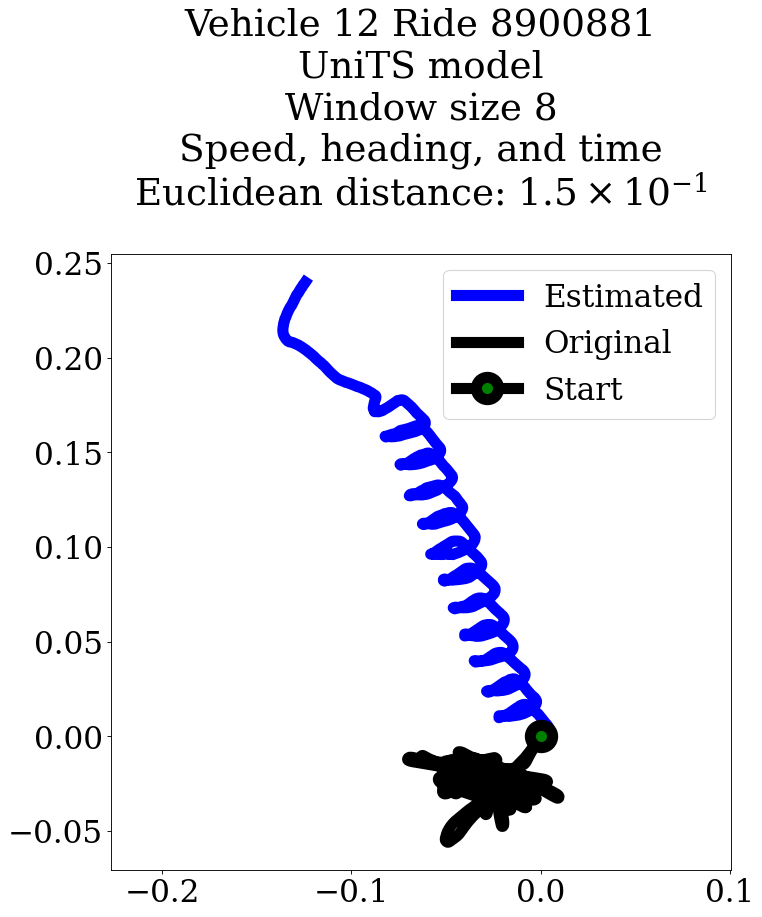 Vehicle 12 Ride 8900881
UniTS model
Window size 8
Speed, heading, and time
Euclidean distance: 1.5 × 10⁻¹
0.25
0.20
0.15
0.10
0.05
0.00
−0.05
Estimated
Original
Start
−0.2
−0.1
0.0
0.1